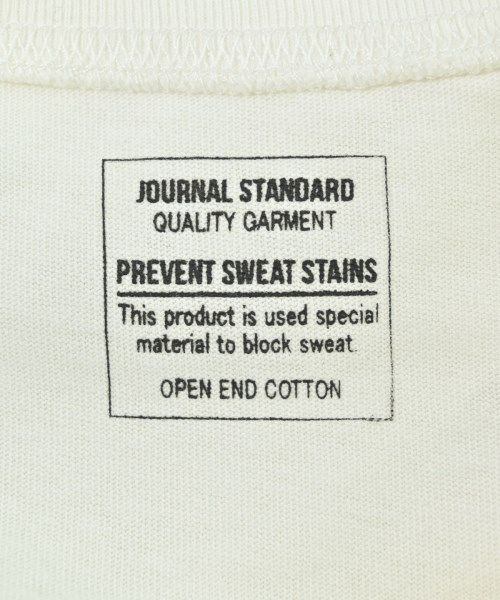 JOURNAL STANDARD
QUALITY GARMENT
PREVENT SWEAT STAINS
This product is used special
material to block sweat.
OPEN END COTTON